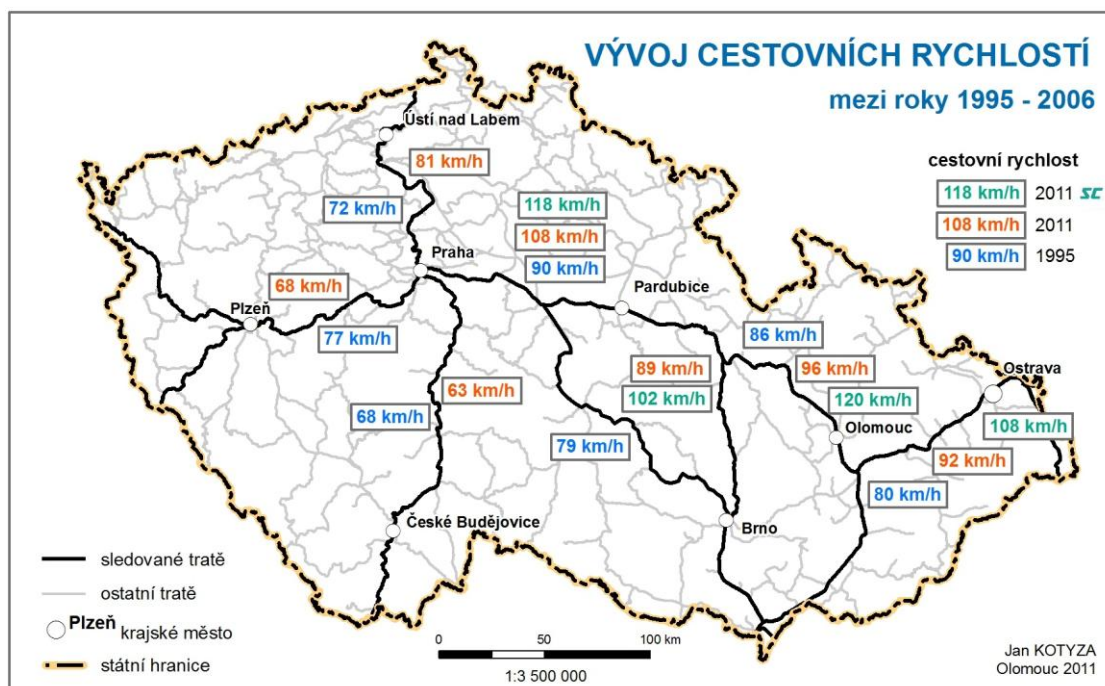 VÝVOJ CESTOVNÍCH RYCHLOSTÍ
mezi roky 1995 - 2006
cestovní rychlost
118 km/h 2011 SC
108 km/h 2011
90 km/h 1995
Ústí nad Labem
81 km/h
72 km/h
118 km/h
108 km/h
90 km/h
Praha
68 km/h
Plzeň
77 km/h
Pardubice
86 km/h
89 km/h
96 km/h
102 km/h
120 km/h
Ostrava
63 km/h
68 km/h
Olomouc
108 km/h
79 km/h
92 km/h
80 km/h
České Budějovice
Brno
sledované tratě
ostatní tratě
Plzeň krajské město
státní hranice
0 50 100 km
1:3 500 000
Jan KOTYZA
Olomouc 2011